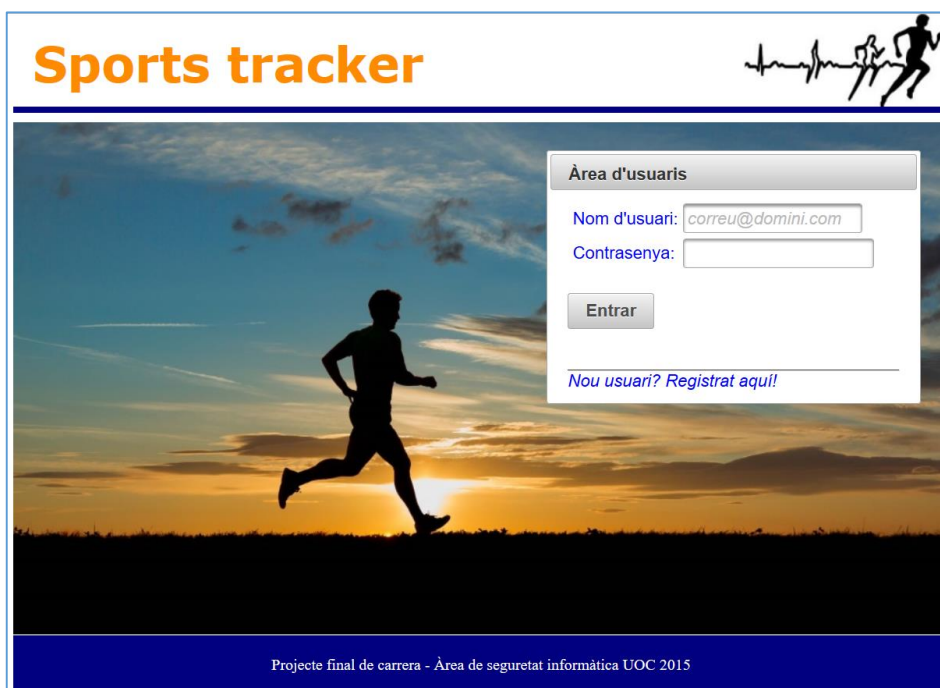 Sports tracker
Àrea d'usuaris
Nom d'usuari: correu@domini.com
Contrasenya:
Entrar
Nou usuari? Registrat aquí!
Projecte final de carrera - Àrea de seguretat informàtica UOC 2015